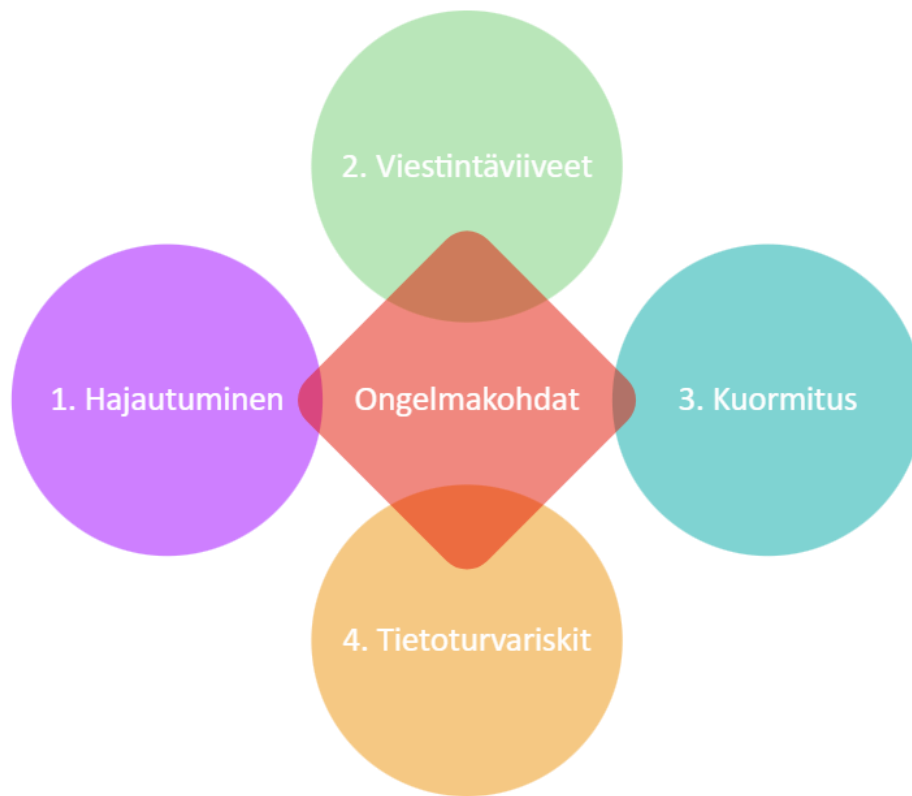 2. Viestintäviiveet
1. Hajautuminen
Ongelmakohdat
3. Kuormitus
4. Tietoturvariskit